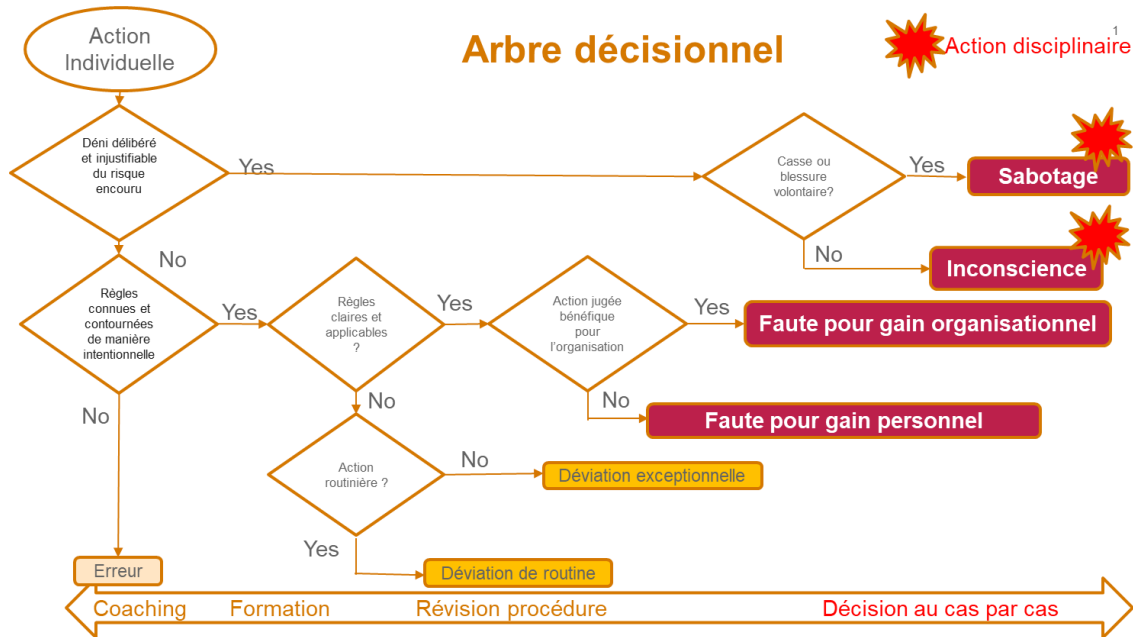 Action
Individuelle
Arbre décisionnel
1
Action disciplinaire
Déni délibéré
et injustifiable
du risque
encouru
Yes
Casse ou
blessure
volontaire?
Yes
Sabotage
No
No
Inconscience
Règles
connues et
contournées
de manière
intentionnelle
Yes
Règles
claires et
applicables
?
Yes
Action jugée
bénéfique
pour
l'organisation
Yes
Faute pour gain organisationnel
No
No
No
Faute pour gain personnel
Action
routinière ?
No
Déviation exceptionnelle
Yes
Erreur
Déviation de routine
Coaching
Formation
Révision procédure
Décision au cas par cas